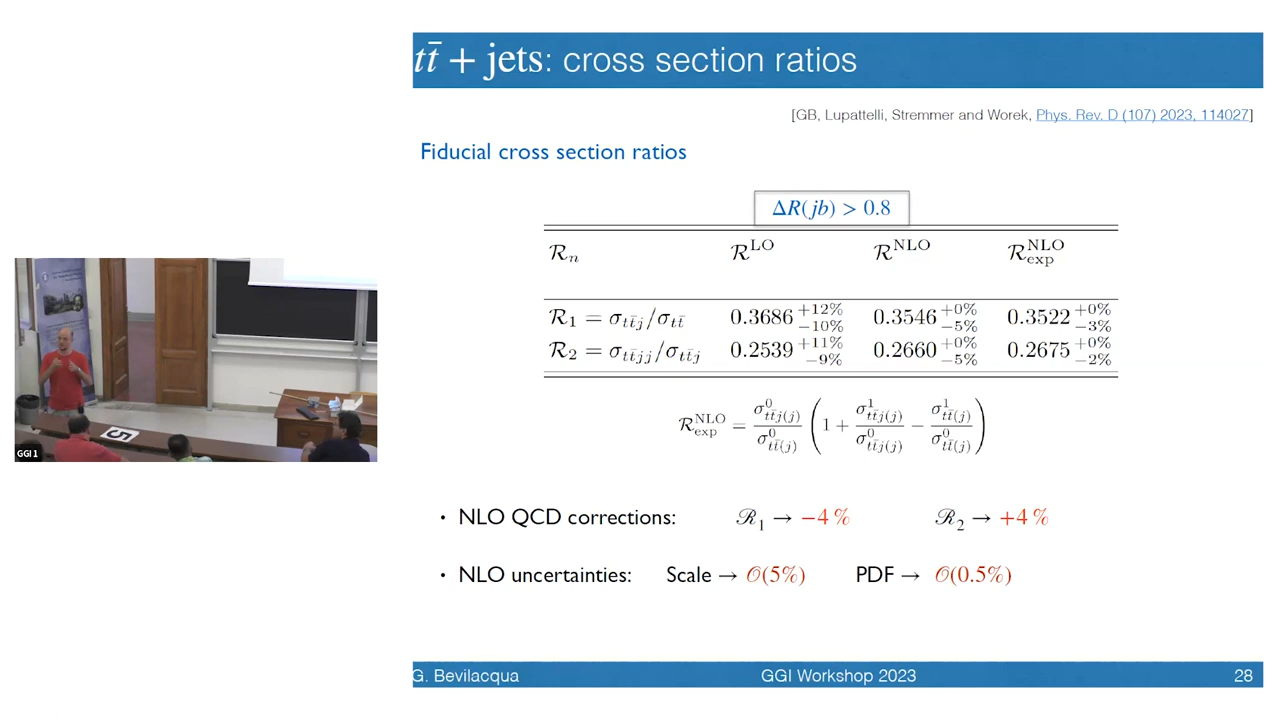 tt̄ + jets: cross section ratios
[GB, Lupattelli, Stremmer and Worek, Phys. Rev. D (107) 2023, 114027]
Fiducial cross section ratios
ΔR(jb) > 0.8
ℛₙ ℛ^LO ℛ^NLO ℛ^NLO_exp
ℛ₁ = σ_tt̄j/σ_tt̄ 0.3686 +12% −10% 0.3546 +0% −5% 0.3522 +0% −3%
ℛ₂ = σ_tt̄jj/σ_tt̄j 0.2539 +11% −9% 0.2660 +0% −5% 0.2675 +0% −2%
ℛ^NLO_exp = σ⁰_tt̄j(j)/σ⁰_tt̄(j) (1 + σ¹_tt̄j(j)/σ⁰_tt̄j(j) − σ¹_tt̄(j)/σ⁰_tt̄(j))
• NLO QCD corrections: ℛ₁ → −4 % ℛ₂ → +4 %
• NLO uncertainties: Scale → 𝒪(5%) PDF → 𝒪(0.5%)
5
GGI 1
G. Bevilacqua GGI Workshop 2023 28